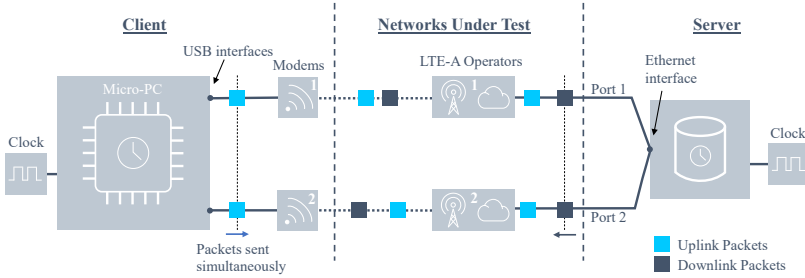 Client
Networks Under Test
Server
USB interfaces
Modems
LTE-A Operators
Ethernet
interface
Micro-PC
1
1
Port 1
Clock
Clock
2
2
Port 2
Packets sent
simultaneously
Uplink Packets
Downlink Packets